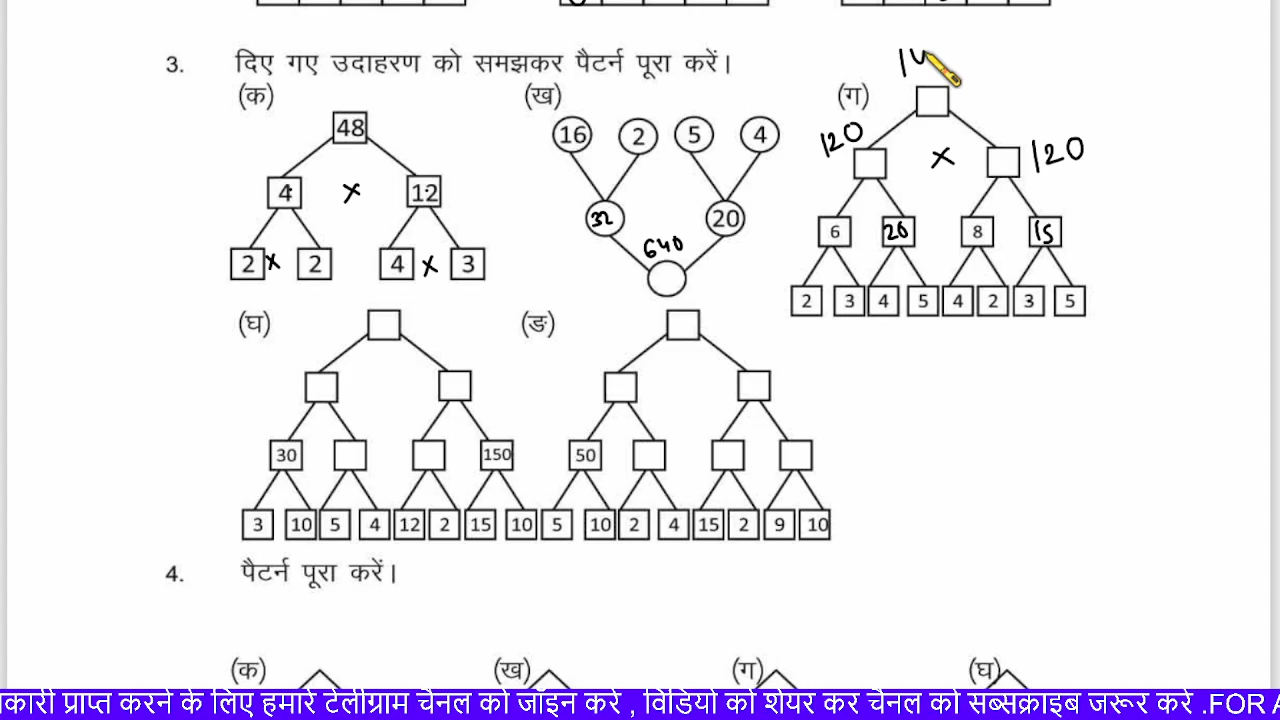 3. दिए गए उदाहरण को समझकर पैटर्न पूरा करें।
(क) (ख) (ग)
48
4 × 12
2 × 2 4 × 3
16 2 5 4
32 20
640
120 × 120
6 20 8 15
2 3 4 5 4 2 3 5
(घ) (ङ)
30 150 50
3 10 5 4 12 2 15 10 5 10 2 4 15 2 9 10
4. पैटर्न पूरा करें।
(क) (ख) (ग) (घ)
प्राप्त करने के लिए हमारे टेलीग्राम चैनल को जॉइन करे , विडियो को शेयर कर चैनल को सब्सक्राइब जरूर करे .FOR